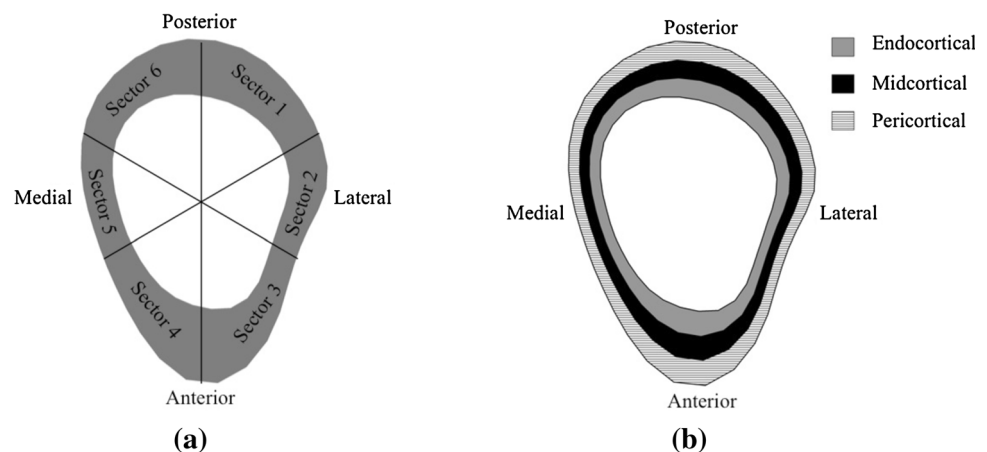 Posterior
Sector 6
Sector 1
Medial
Sector 5
Sector 2
Lateral
Sector 4
Sector 3
Anterior
(a)
Posterior
Endocortical
Midcortical
Pericortical
Medial
Lateral
Anterior
(b)